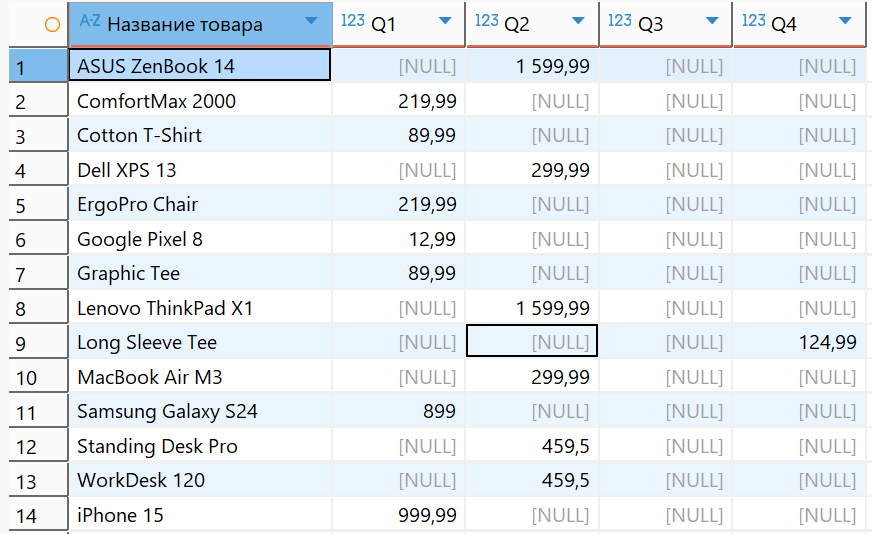 A-Z Название товара 123 Q1 123 Q2 123 Q3 123 Q4
1 ASUS ZenBook 14 [NULL] 1 599,99 [NULL] [NULL]
2 ComfortMax 2000 219,99 [NULL] [NULL] [NULL]
3 Cotton T-Shirt 89,99 [NULL] [NULL] [NULL]
4 Dell XPS 13 [NULL] 299,99 [NULL] [NULL]
5 ErgoPro Chair 219,99 [NULL] [NULL] [NULL]
6 Google Pixel 8 12,99 [NULL] [NULL] [NULL]
7 Graphic Tee 89,99 [NULL] [NULL] [NULL]
8 Lenovo ThinkPad X1 [NULL] 1 599,99 [NULL] [NULL]
9 Long Sleeve Tee [NULL] [NULL] [NULL] 124,99
10 MacBook Air M3 [NULL] 299,99 [NULL] [NULL]
11 Samsung Galaxy S24 899 [NULL] [NULL] [NULL]
12 Standing Desk Pro [NULL] 459,5 [NULL] [NULL]
13 WorkDesk 120 [NULL] 459,5 [NULL] [NULL]
14 iPhone 15 999,99 [NULL] [NULL] [NULL]